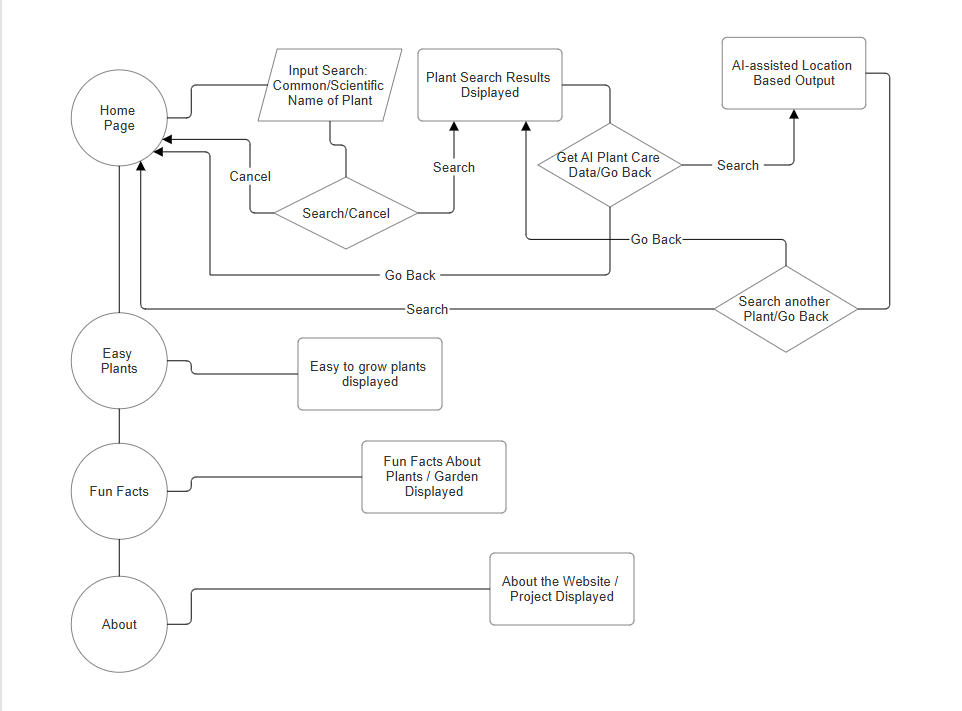 Home
Page
Input Search:
Common/Scientific
Name of Plant
Plant Search Results
Dsiplayed
AI-assisted Location
Based Output
Get AI Plant Care
Data/Go Back
Search
Search
Cancel
Search/Cancel
Go Back
Go Back
Search
Search another
Plant/Go Back
Easy
Plants
Easy to grow plants
displayed
Fun Facts
Fun Facts About
Plants / Garden
Displayed
About
About the Website /
Project Displayed